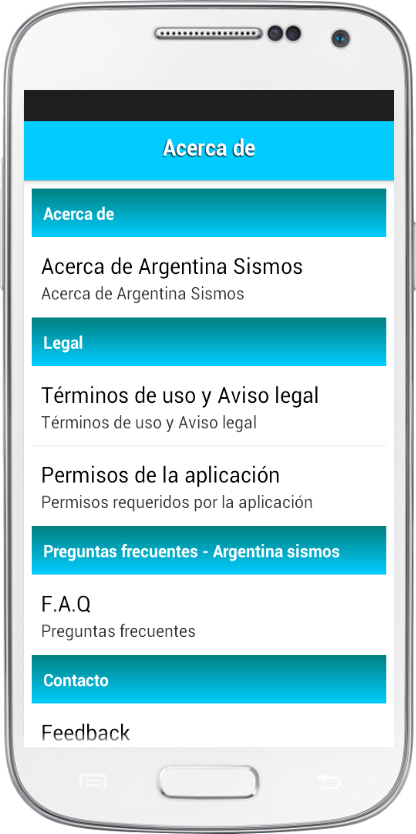 Acerca de
Acerca de
Acerca de Argentina Sismos
Acerca de Argentina Sismos
Legal
Términos de uso y Aviso legal
Términos de uso y Aviso legal
Permisos de la aplicación
Permisos requeridos por la aplicación
Preguntas frecuentes - Argentina sismos
F.A.Q
Preguntas frecuentes
Contacto
Feedback